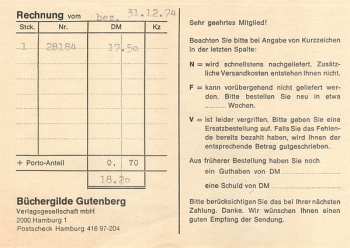 Rechnung vom bez. 31.12.74
Stck. Nr. DM Kz
1 28184 17.50
+ Porto-Anteil 0. 70
18.20
Büchergilde Gutenberg
Verlagsgesellschaft mbH
2000 Hamburg 1
Postscheck Hamburg 416 97-204
Sehr geehrtes Mitglied!
Beachten Sie bitte bei Angabe von Kurzzeichen
in der letzten Spalte:
N = wird schnellstens nachgeliefert. Zusätz-
liche Versandkosten entstehen Ihnen nicht.
F = kann vorübergehend nicht geliefert wer-
den. Bitte bestellen Sie neu in etwa
Wochen.
V = ist leider vergriffen. Bitte geben Sie eine
Ersatzbestellung auf. Falls Sie das Fehlen-
de bereits bezahlt haben, wird Ihnen der
entsprechende Betrag gutgeschrieben.
Aus früherer Bestellung haben Sie noch
ein Guthaben von DM
eine Schuld von DM
Bitte berücksichtigen Sie das bei Ihrer nächsten
Zahlung. Danke. Wir wünschen Ihnen einen
guten Empfang der Sendung.